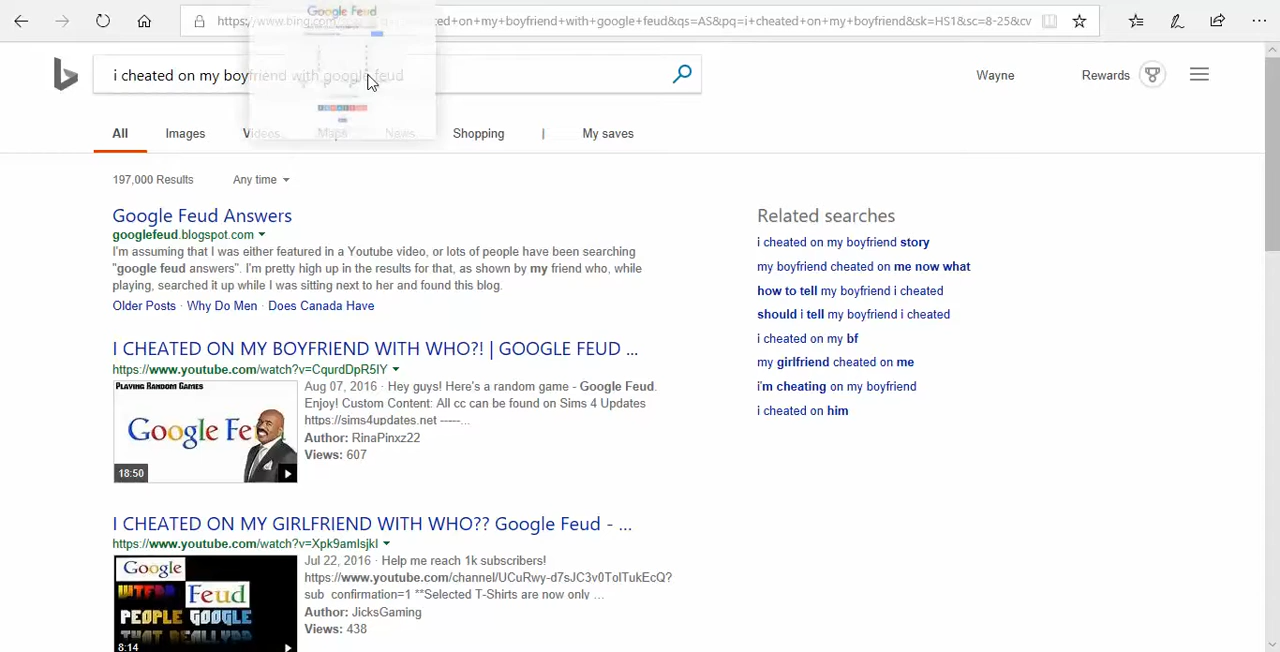 Google Feud
https://www.bing.com
cheated+on+my+boyfriend+with+google+feud&qs=AS&pq=i+cheated+on+my+boyfriend&sk=HS1&sc=8-25&cv
i cheated on my boyfriend with google feud
Wayne
Rewards
All
Images
Videos
Maps
News
Shopping
|
My saves
197,000 Results
Any time
Google Feud Answers
googlefeud.blogspot.com
I'm assuming that I was either featured in a Youtube video, or lots of people have been searching
"google feud answers". I'm pretty high up in the results for that, as shown by my friend who, while
playing, searched it up while I was sitting next to her and found this blog.
Older Posts · Why Do Men · Does Canada Have
I CHEATED ON MY BOYFRIEND WITH WHO?! | GOOGLE FEUD ...
https://www.youtube.com/watch?v=CqurdDpR5IY
PLAYING RANDOM GAMES
Google Fe
18:50
Aug 07, 2016 · Hey guys! Here's a random game - Google Feud.
Enjoy! Custom Content: All cc can be found on Sims 4 Updates
https://sims4updates.net -----...
Author: RinaPinxz22
Views: 607
I CHEATED ON MY GIRLFRIEND WITH WHO?? Google Feud - ...
https://www.youtube.com/watch?v=Xpk9amlsjkI
Google
Feud
PEOPLE GOOGLE
8:14
Jul 22, 2016 · Help me reach 1k subscribers!
https://www.youtube.com/channel/UCuRwy-d7sJC3v0TolTukEcQ?
sub_confirmation=1 **Selected T-Shirts are now only ...
Author: JicksGaming
Views: 438
Related searches
i cheated on my boyfriend story
my boyfriend cheated on me now what
how to tell my boyfriend i cheated
should i tell my boyfriend i cheated
i cheated on my bf
my girlfriend cheated on me
i'm cheating on my boyfriend
i cheated on him